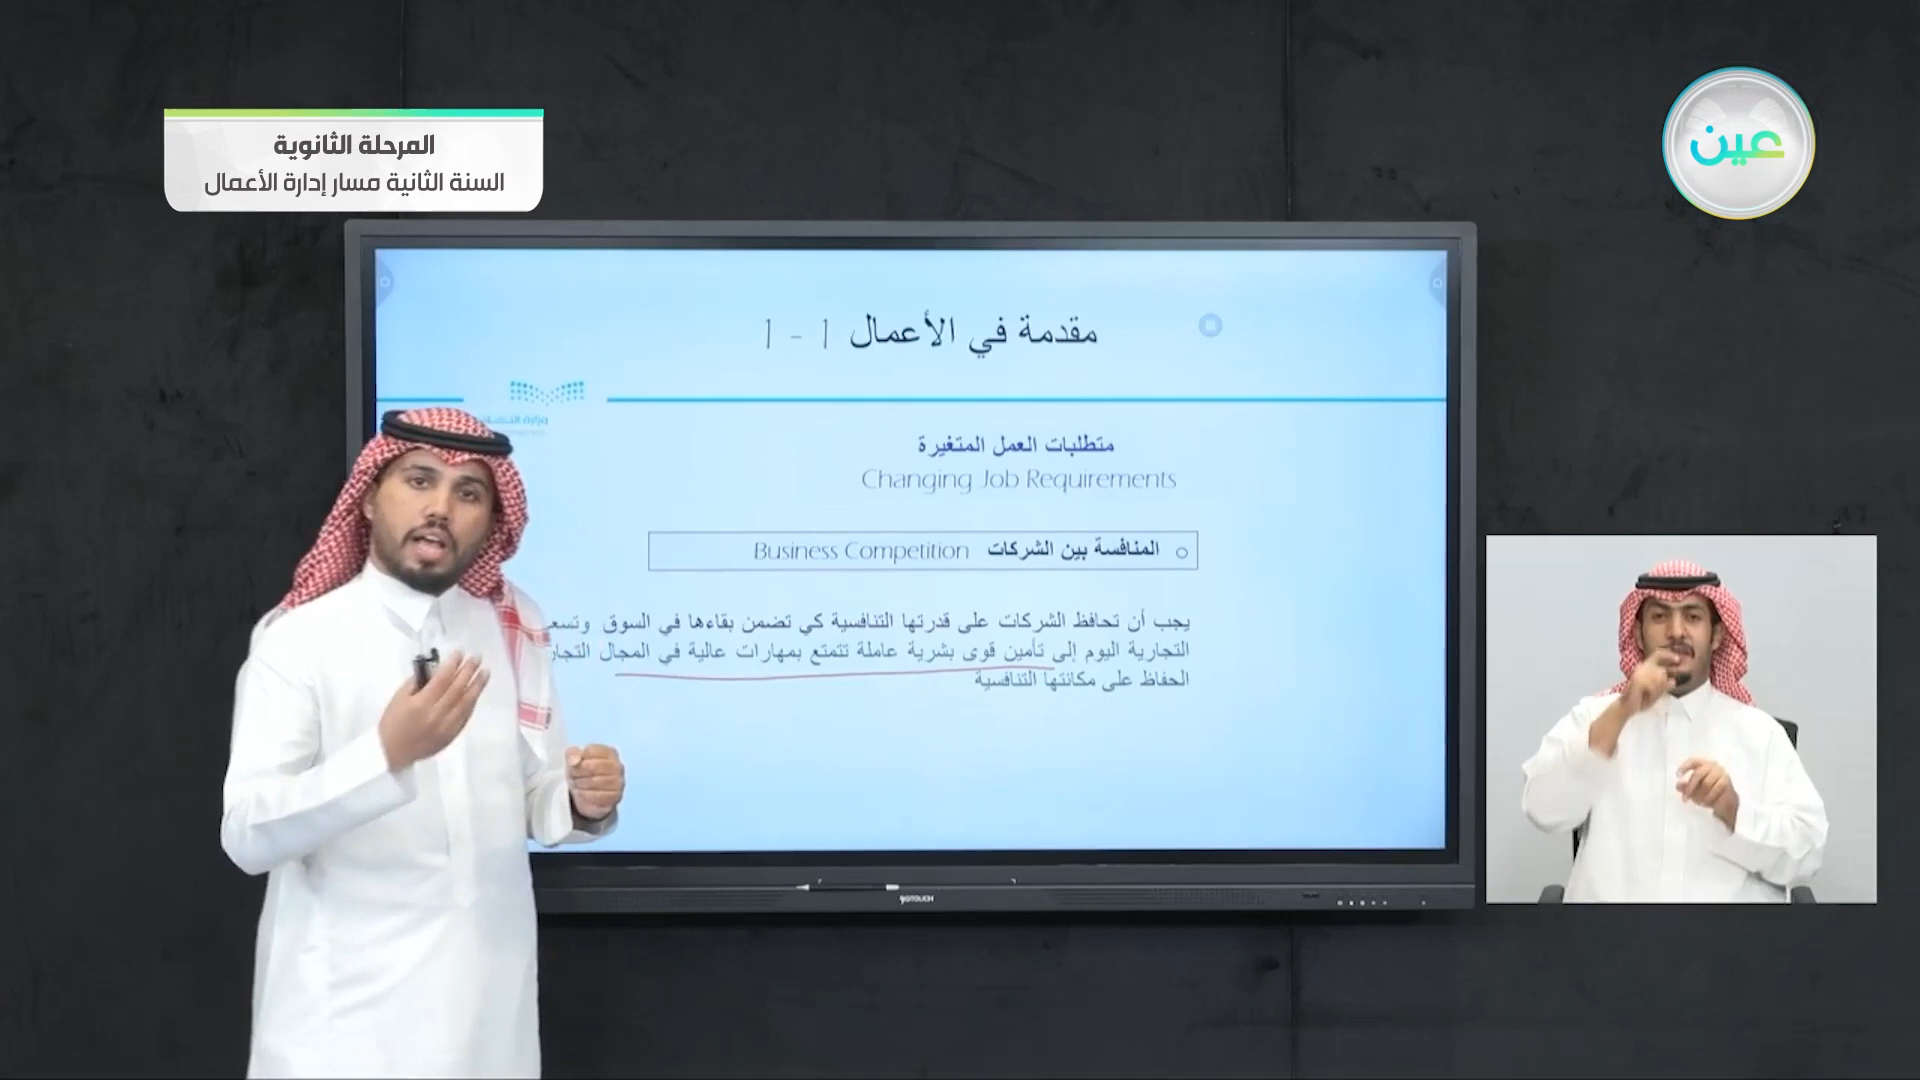 المرحلة الثانوية
السنة الثانية مسار إدارة الأعمال
عين
مقدمة في الأعمال 1 - 1
متطلبات العمل المتغيرة
Changing Job Requirements
المنافسة بين الشركات Business Competition
يجب أن تحافظ الشركات على قدرتها التنافسية كي تضمن بقاءها في السوق
التجارية اليوم إلى تأمين قوى بشرية عاملة تتمتع بمهارات عالية في المجال
الحفاظ على مكانتها التنافسية